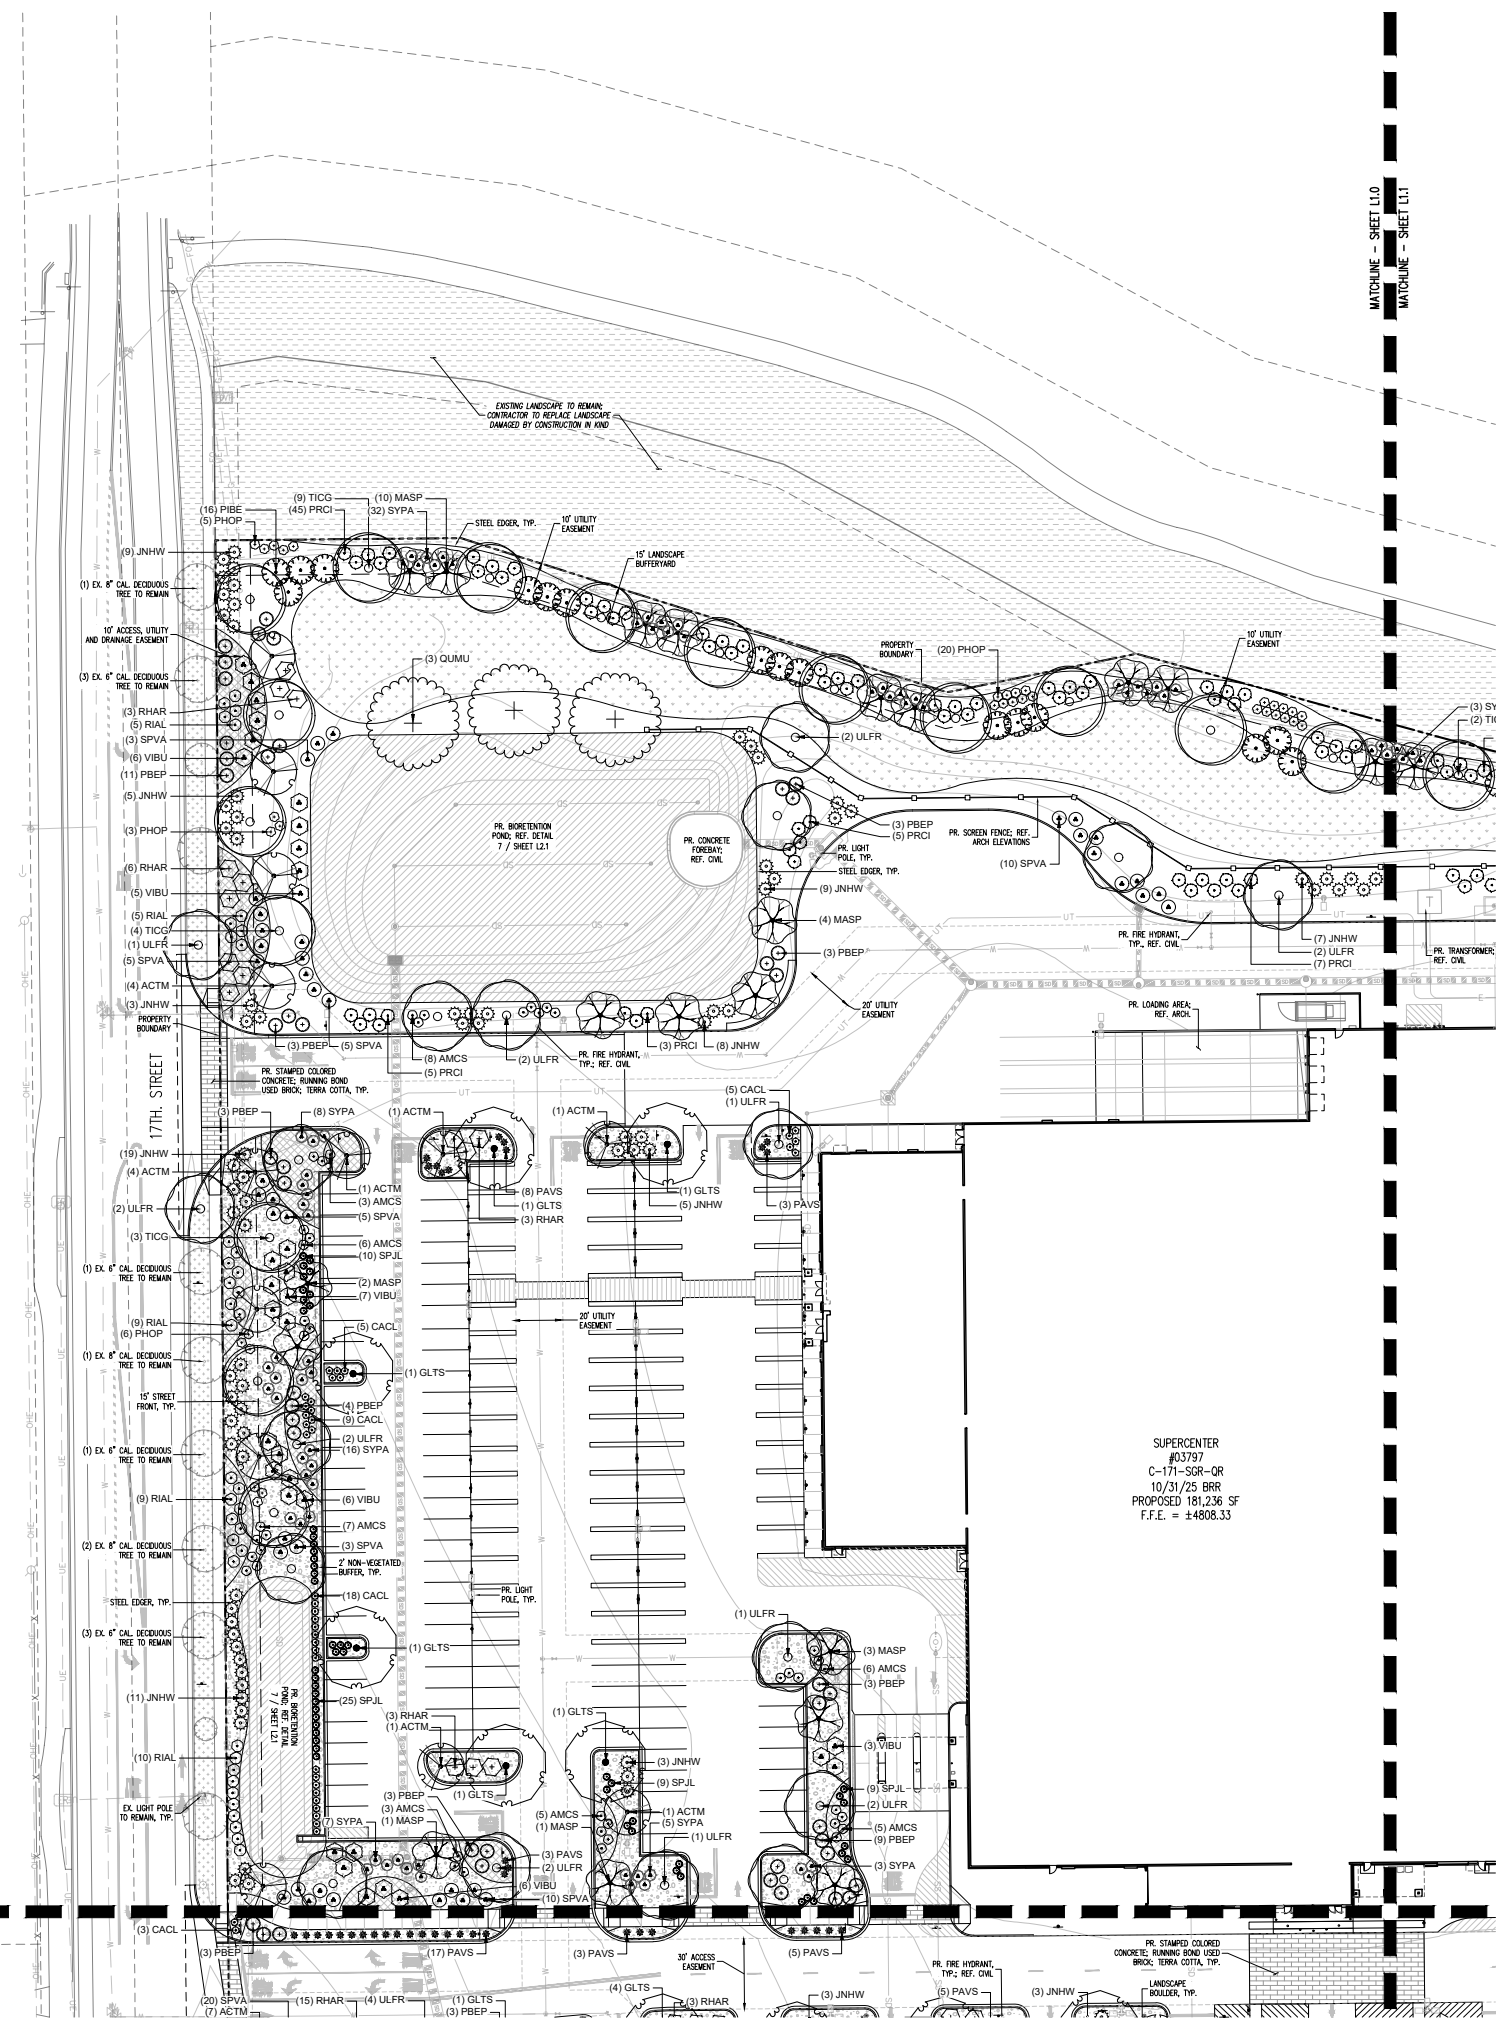 MATCHLINE - SHEET L1.0
MATCHLINE - SHEET L1.1
EXISTING LANDSCAPE TO REMAIN;
CONTRACTOR TO REPLACE LANDSCAPE
DAMAGED BY CONSTRUCTION IN KIND
(9) TICG
(45) PRCI
(10) MASP
(32) SYPA
(16) PIBE
(5) PHOP
STEEL EDGER, TYP.
10' UTILITY
EASEMENT
(9) JNHW
15' LANDSCAPE
BUFFERYARD
(1) EX. 8" CAL. DECIDUOUS
TREE TO REMAIN
10' ACCESS, UTILITY
AND DRAINAGE EASEMENT
(3) EX. 6" CAL. DECIDUOUS
TREE TO REMAIN
(3) QUMU
PROPERTY
BOUNDARY
(20) PHOP
10' UTILITY
EASEMENT
(3) RHAR
(5) RIAL
(3) SPVA
(6) VIBU
(11) PBEP
(5) JNHW
(3) PHOP
(6) RHAR
(5) VIBU
(5) RIAL
(4) TICG
(1) ULFR
(5) SPVA
(4) ACTM
(3) JNHW
PROPERTY
BOUNDARY
(2) ULFR
(3) SY
(2) TI
PR. BIORETENTION
POND; REF. DETAIL
7 / SHEET L2.1
PR. CONCRETE
FOREBAY;
REF. CIVIL
(3) PBEP
(5) PRCI
PR. LIGHT
POLE, TYP.
STEEL EDGER, TYP.
(9) JNHW
PR. SCREEN FENCE; REF.
ARCH ELEVATIONS
(10) SPVA
(4) MASP
(3) PBEP
PR. FIRE HYDRANT,
TYP., REF. CIVIL
(7) JNHW
(2) ULFR
(7) PRCI
PR. TRANSFORMER;
REF. CIVIL
20' UTILITY
EASEMENT
PR. LOADING AREA;
REF. ARCH.
(3) PBEP
(5) SPVA
(8) AMCS
(5) PRCI
(2) ULFR
PR. FIRE HYDRANT,
TYP.; REF. CIVIL
(3) PRCI
(8) JNHW
17TH. STREET
PR. STAMPED COLORED
CONCRETE; RUNNING BOND
USED BRICK; TERRA COTTA, TYP.
(3) PBEP
(8) SYPA
(1) ACTM
(1) ACTM
(5) CACL
(1) ULFR
(19) JNHW
(4) ACTM
(1) ACTM
(3) AMCS
(8) PAVS
(1) GLTS
(3) RHAR
(1) GLTS
(5) JNHW
(3) PAVS
(2) ULFR
(5) SPVA
(3) TICG
(6) AMCS
(10) SPJL
(1) EX. 6" CAL. DECIDUOUS
TREE TO REMAIN
(2) MASP
(7) VIBU
(9) RIAL
(6) PHOP
(5) CACL
20' UTILITY
EASEMENT
(1) EX. 8" CAL. DECIDUOUS
TREE TO REMAIN
(1) GLTS
15' STREET
FRONT, TYP.
(4) PBEP
(9) CACL
(2) ULFR
(16) SYPA
(1) EX. 6" CAL. DECIDUOUS
TREE TO REMAIN
SUPERCENTER
#03797
C-171-SGR-QR
10/31/25 BRR
PROPOSED 181,236 SF
F.F.E. = ±4808.33
(9) RIAL
(6) VIBU
(7) AMCS
(3) SPVA
(2) EX. 8" CAL. DECIDUOUS
TREE TO REMAIN
2' NON-VEGETATED
BUFFER, TYP.
STEEL EDGER, TYP.
(18) CACL
PR. LIGHT
POLE, TYP.
(1) ULFR
(3) EX. 6" CAL. DECIDUOUS
TREE TO REMAIN
(1) GLTS
(3) MASP
(6) AMCS
(3) PBEP
(11) JNHW
PR. BIORETENTION
POND; REF. DETAIL
7 / SHEET L2.1
(25) SPJL
(3) RHAR
(1) ACTM
(1) GLTS
(10) RIAL
(3) VIBU
(3) JNHW
(9) SPJL
(1) GLTS
(9) SPJL
(2) ULFR
EX. LIGHT POLE
TO REMAIN, TYP.
(3) PBEP
(3) AMCS
(1) MASP
(7) SYPA
(5) AMCS
(1) MASP
(1) ACTM
(5) SYPA
(1) ULFR
(5) AMCS
(9) PBEP
(3) PAVS
(2) ULFR
(6) VIBU
(10) SPVA
(3) SYPA
(3) CACL
(3) PBEP
(17) PAVS
(3) PAVS
(5) PAVS
30' ACCESS
EASEMENT
PR. FIRE HYDRANT,
TYP.; REF. CIVIL
PR. STAMPED COLORED
CONCRETE; RUNNING BOND USED
BRICK; TERRA COTTA, TYP.
LANDSCAPE
BOULDER, TYP.
(20) SPVA
(7) ACTM
(15) RHAR
(4) ULFR
(1) GLTS
(3) PBEP
(4) GLTS
(3) RHAR
(3) JNHW
(5) PAVS
(3) JNHW